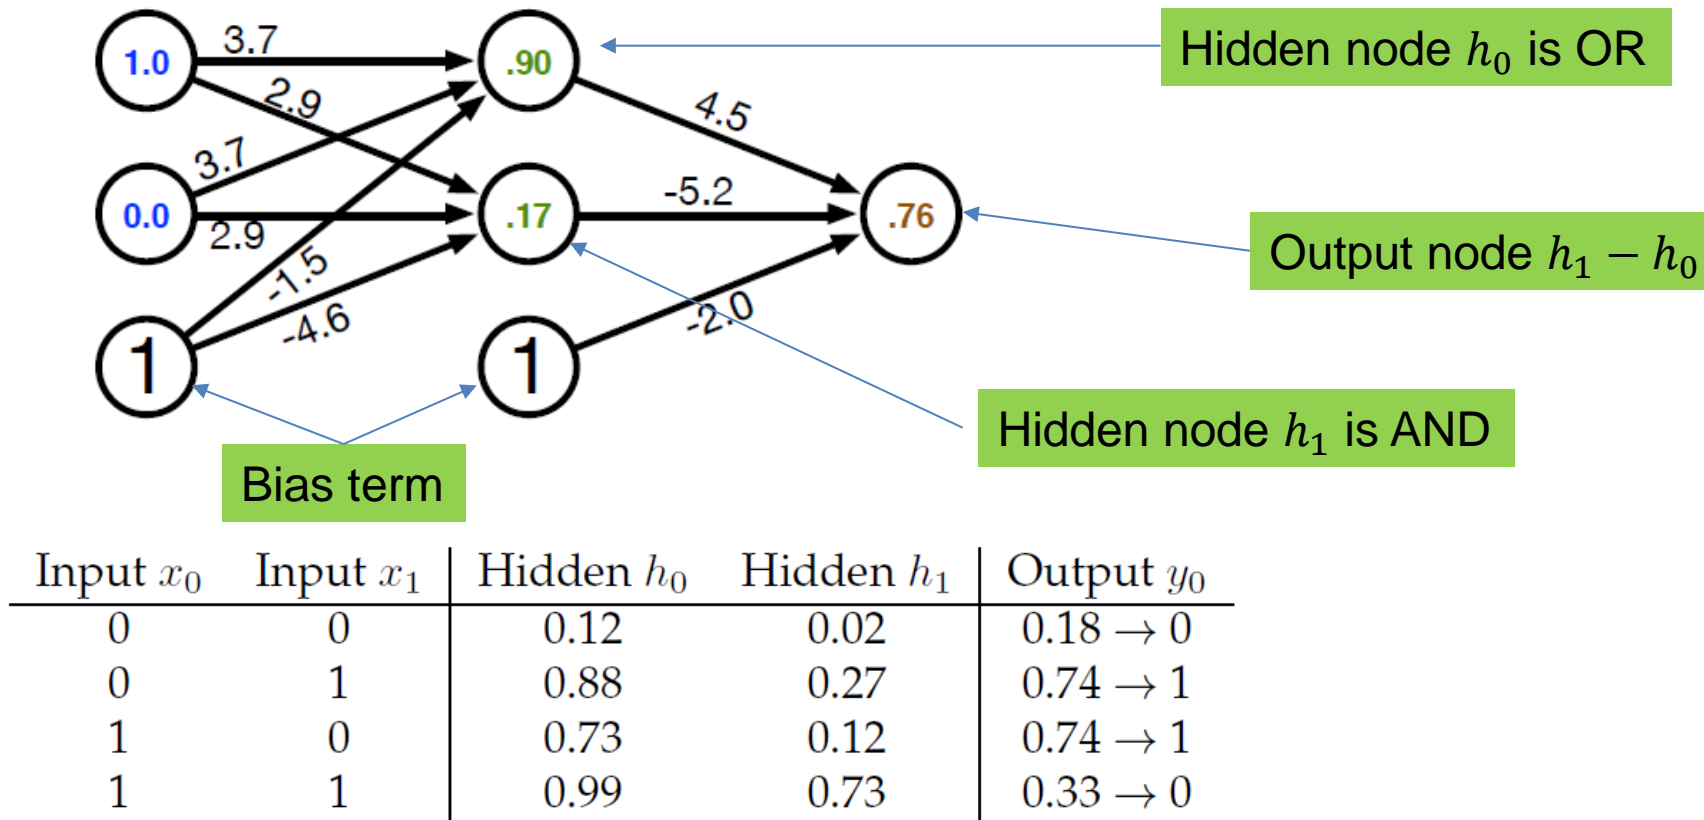 1.0
3.7
.90
Hidden node h₀ is OR
2.9
4.5
3.7
0.0
2.9
.17
-5.2
.76
Output node h₁ − h₀
-1.5
-4.6
-2.0
1
1
Hidden node h₁ is AND
Bias term
Input x₀ Input x₁ Hidden h₀ Hidden h₁ Output y₀
0 0 0.12 0.02 0.18 → 0
0 1 0.88 0.27 0.74 → 1
1 0 0.73 0.12 0.74 → 1
1 1 0.99 0.73 0.33 → 0